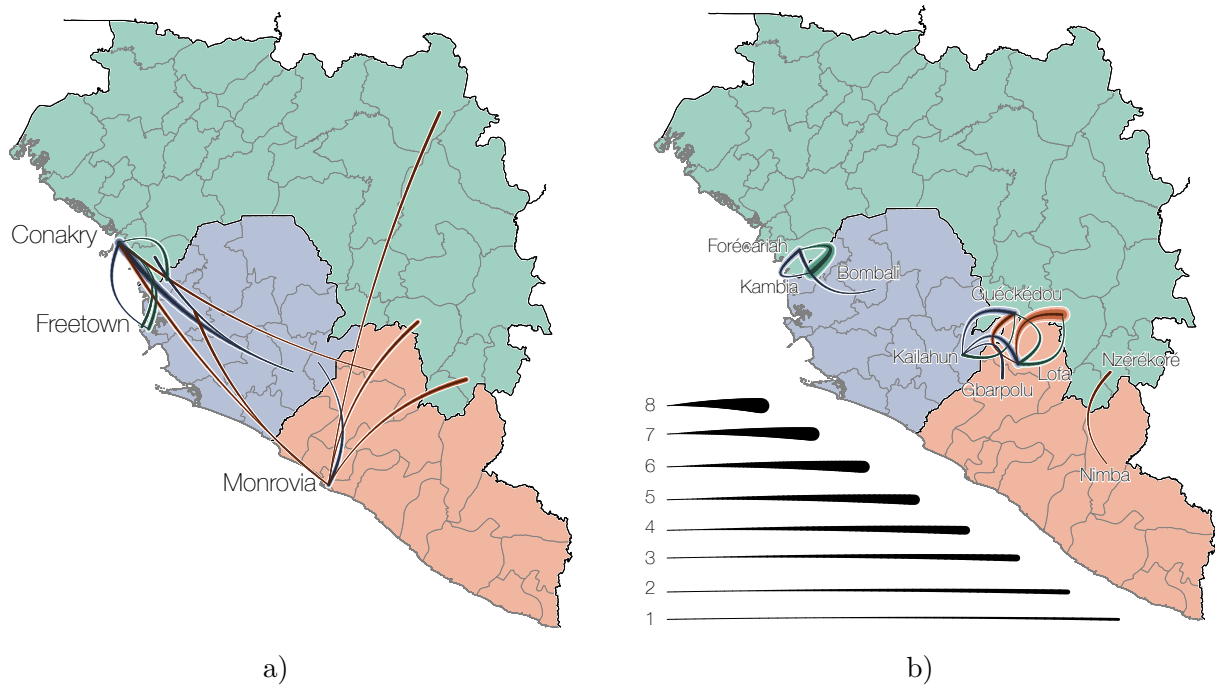 Conakry
Freetown
Monrovia
Forécariah
Bombali
Kambia
Guéckédou
Kailahun
Nzérékoré
Lofa
Gbarpolu
Nimba
8
7
6
5
4
3
2
1
a)
b)